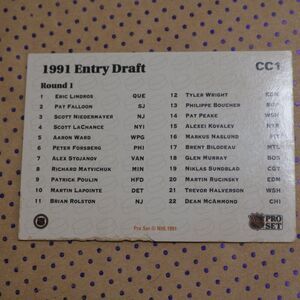 1991 Entry Draft
CC1
Round 1
1 ERIC LINDROS QUE
2 PAT FALLOON SJ
3 SCOTT NIEDERMAYER NJ
4 SCOTT LACHANCE NYI
5 AARON WARD WPG
6 PETER FORSBERG PHI
7 ALEX STOJANOV VAN
8 RICHARD MATVICHUK MIN
9 PATRICK POULIN HFD
10 MARTIN LAPOINTE DET
11 BRIAN ROLSTON NJ
12 TYLER WRIGHT EDM
13 PHILIPPE BOUCHER BUF
14 PAT PEAKE WSH
15 ALEXEI KOVALEV NYR
16 MARKUS NASLUND PIT
17 BRENT BILODEAU MTL
18 GLEN MURRAY BOS
19 NIKLAS SUNDBLAD CGY
20 MARTIN RUCINSKY EDM
21 TREVOR HALVERSON WSH
22 DEAN MCAMMOND CHI
Pro Set © NHL 1991
PRO SET